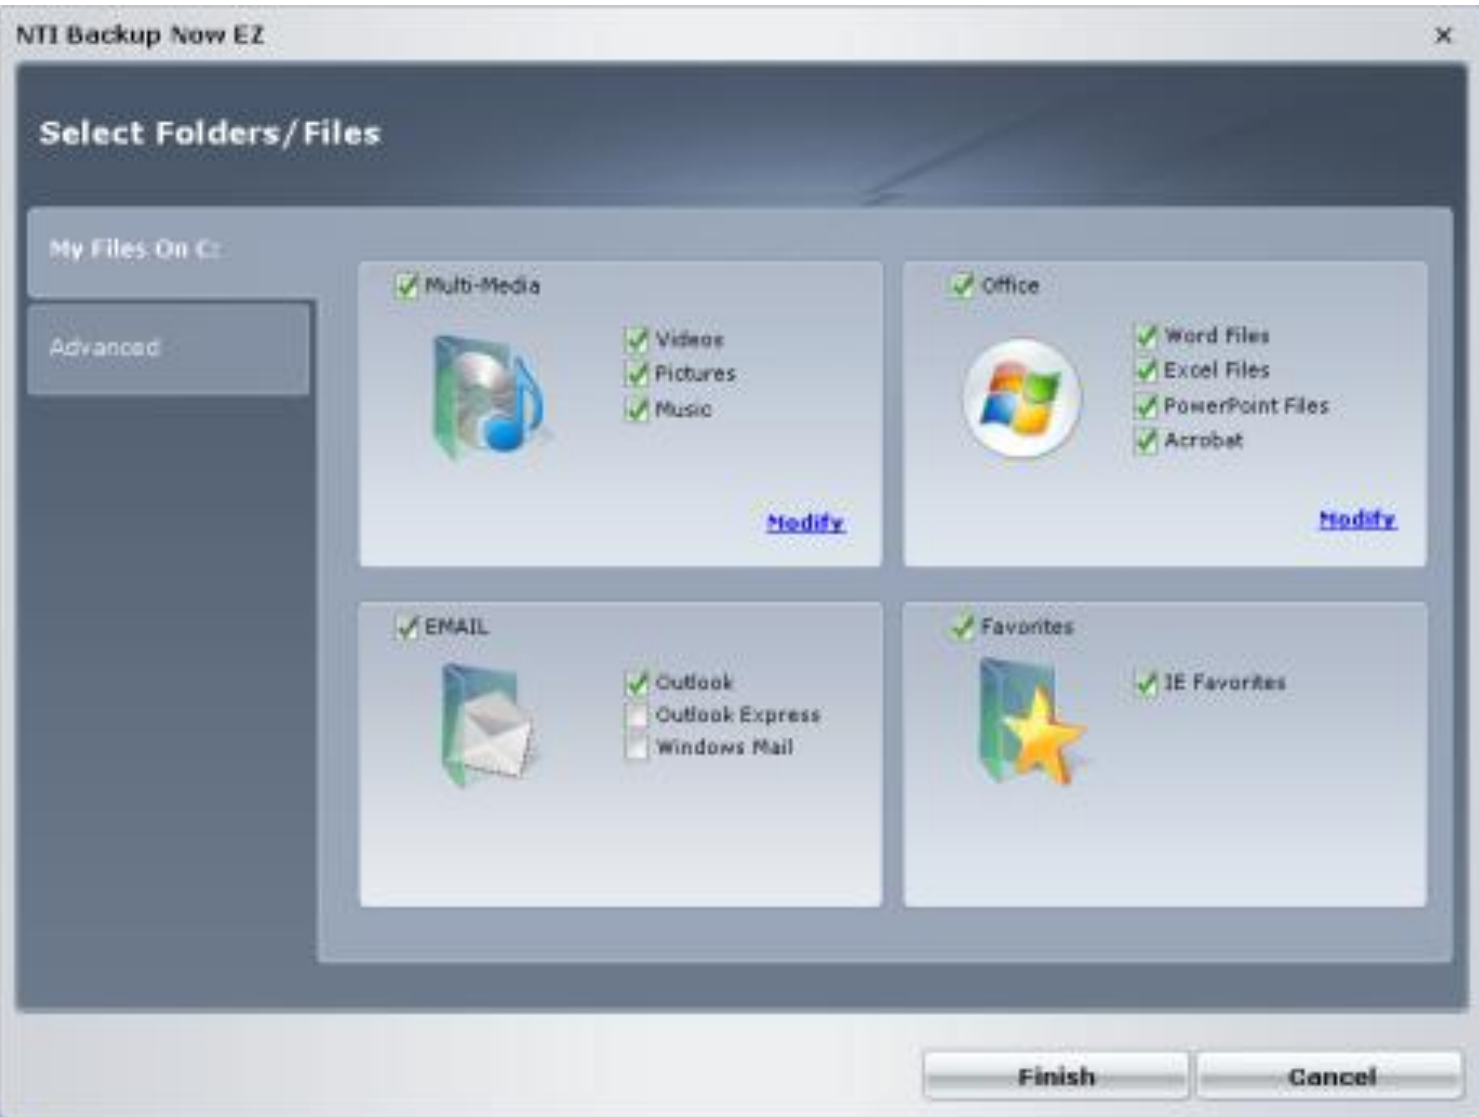 NTI Backup Now EZ
x
Select Folders/Files
My Files On C:
Advanced
Multi-Media
Videos
Pictures
Music
Modify
Office
Word Files
Excel Files
PowerPoint Files
Acrobat
Modify
EMAIL
Outlook
Outlook Express
Windows Mail
Favorites
IE Favorites
Finish
Cancel